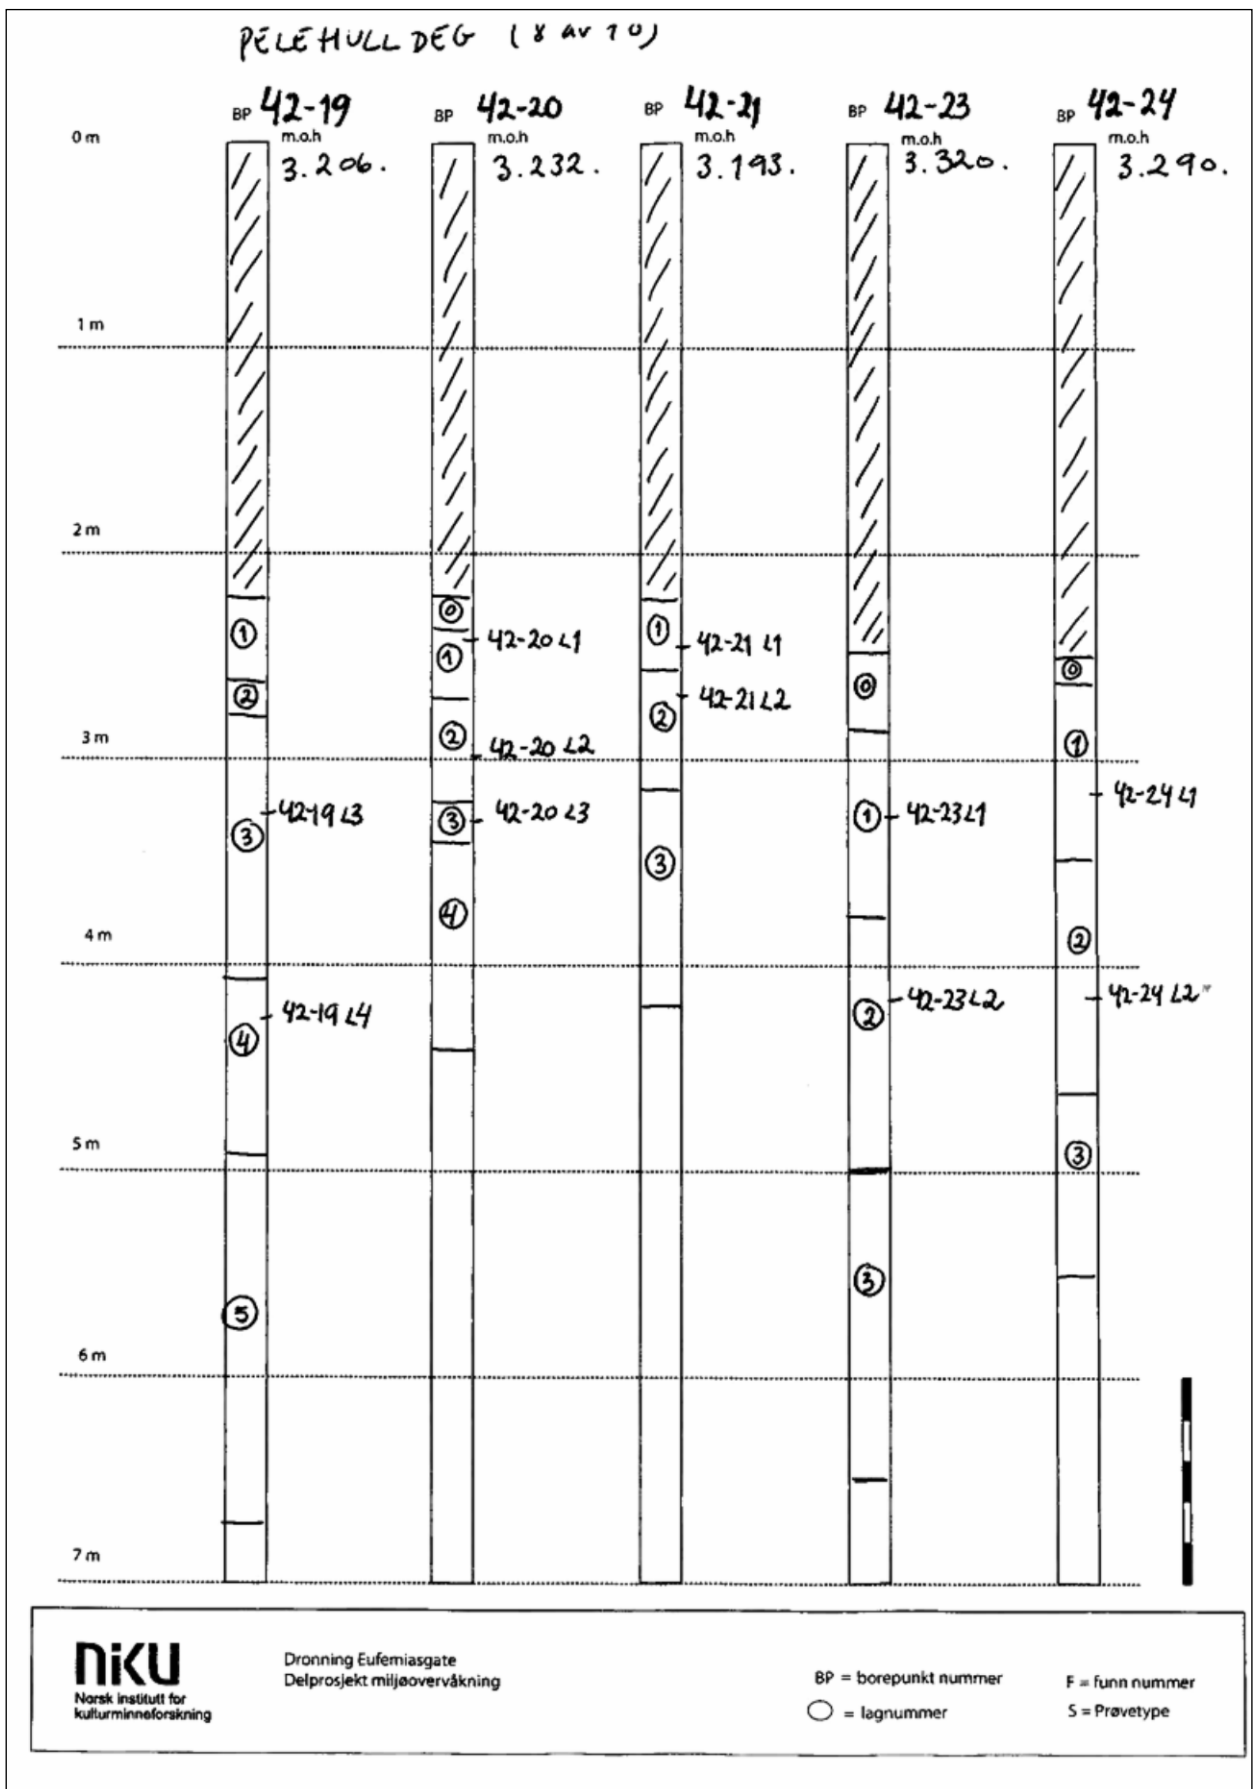 PELEHULL DEG (8 av 10)
BP 42-19
BP 42-20
BP 42-21
BP 42-23
BP 42-24
0 m
m.o.h
m.o.h
m.o.h
m.o.h
m.o.h
3.206.
3.232.
3.193.
3.320.
3.290.
1 m
2 m
0
1
1
42-20 L1
1
42-21 L1
0
0
2
2
42-20 L2
2
42-21 L2
1
3 m
42-19 L3
3
3
42-20 L3
3
1
42-23 L1
42-24 L1
4
2
4 m
42-19 L4
4
2
42-23 L2
42-24 L2
5 m
3
5
3
6 m
7 m
NIKU
Norsk institutt for
kulturminneforskning
Dronning Eufemiasgate
Delprosjekt miljøovervåkning
BP = borepunkt nummer
= lagnummer
F = funn nummer
S = Prøvetype